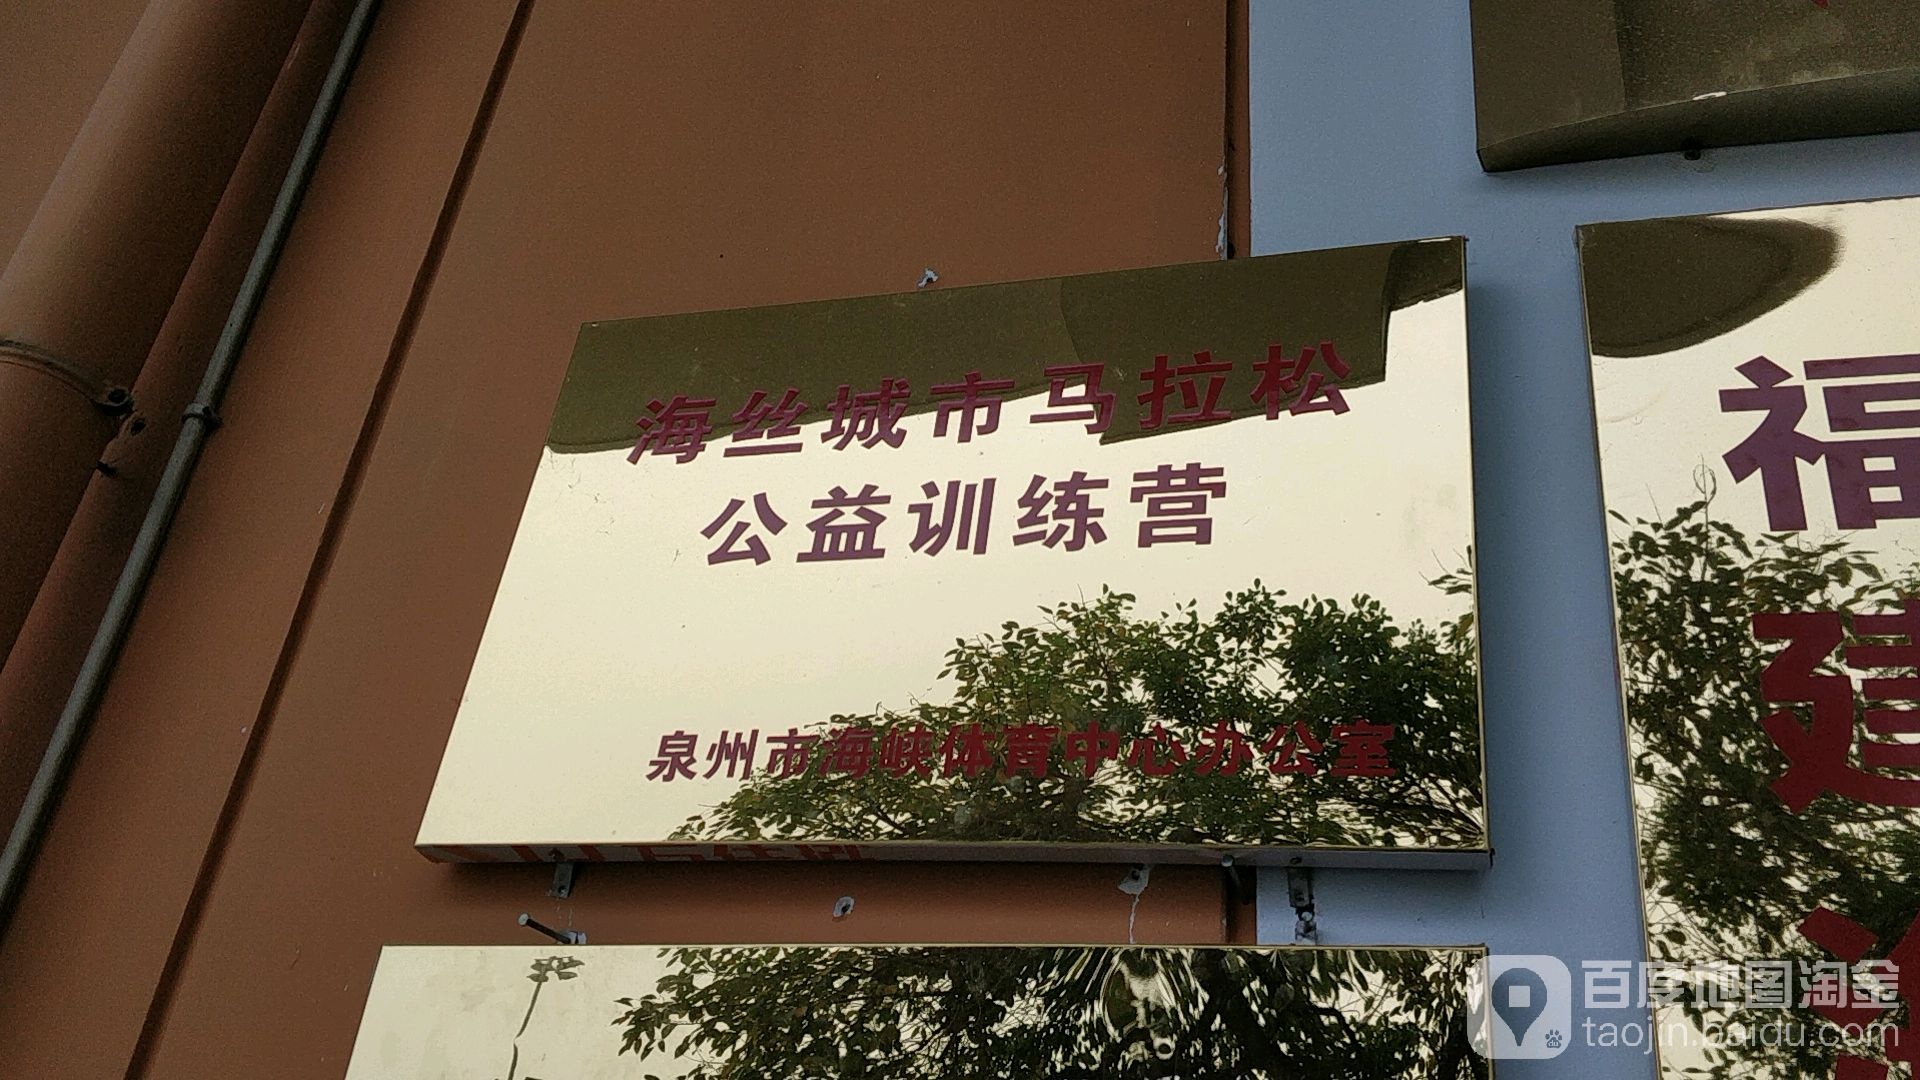 海丝城市马拉松
公益训练营
泉州市海峡体育中心办公室
福
建
百度地图淘金
taojin.baidu.com